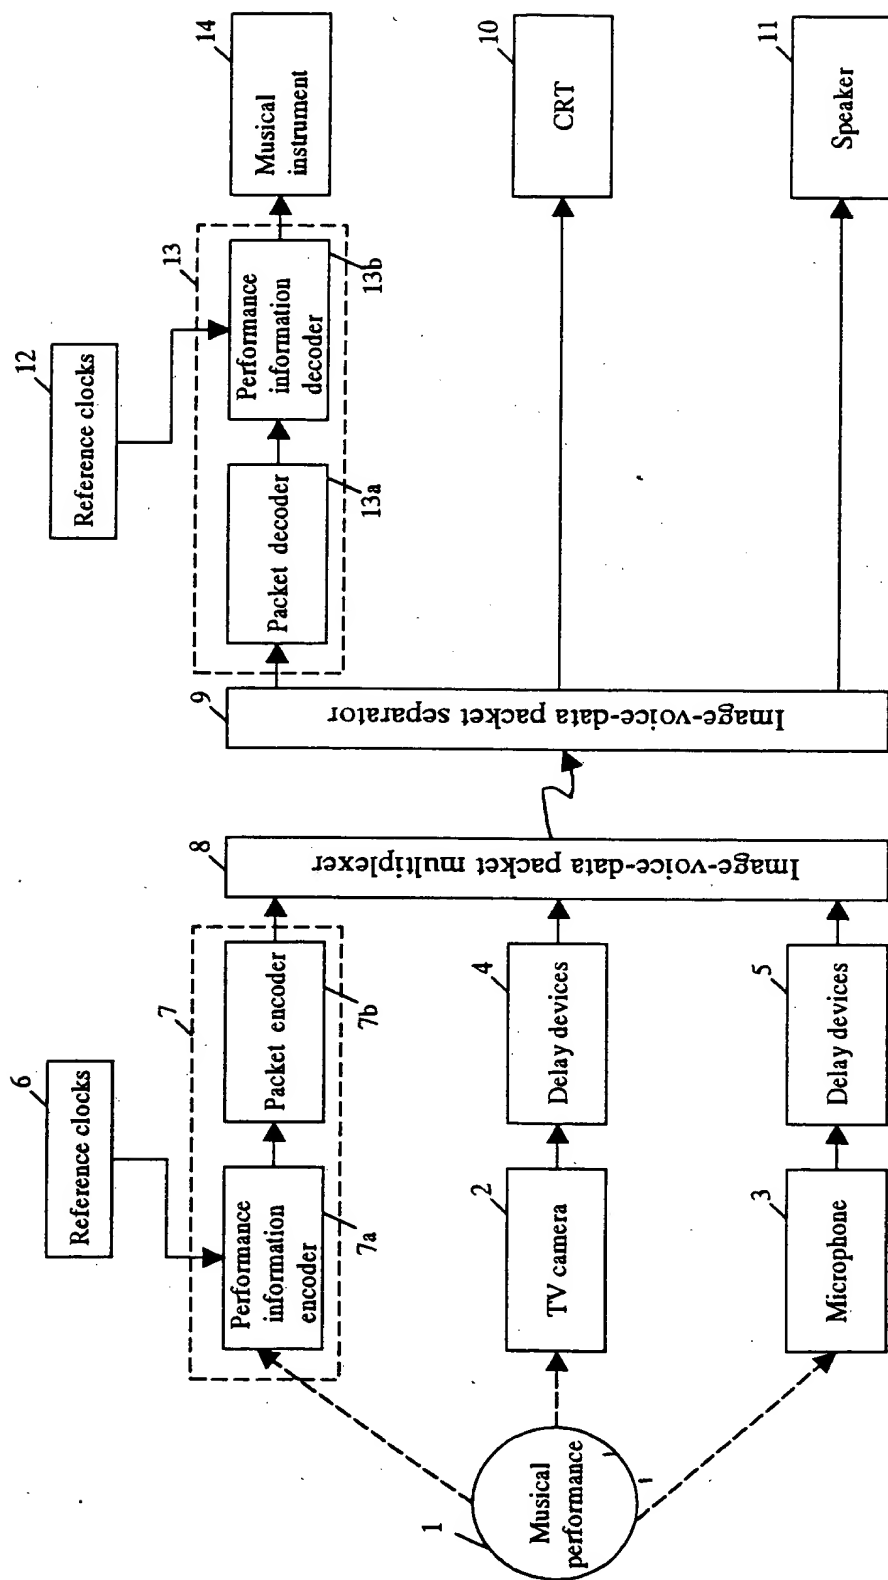 6
Reference clocks
12
Reference clocks
7
Performance
information
encoder
7a
Packet encoder
7b
8
Image-voice-data packet multiplexer
9
Image-voice-data packet separator
13
Packet decoder
13a
Performance
information
decoder
13b
14
Musical
instrument
1
Musical
performance
2
TV camera
4
Delay devices
10
CRT
3
Microphone
5
Delay devices
11
Speaker